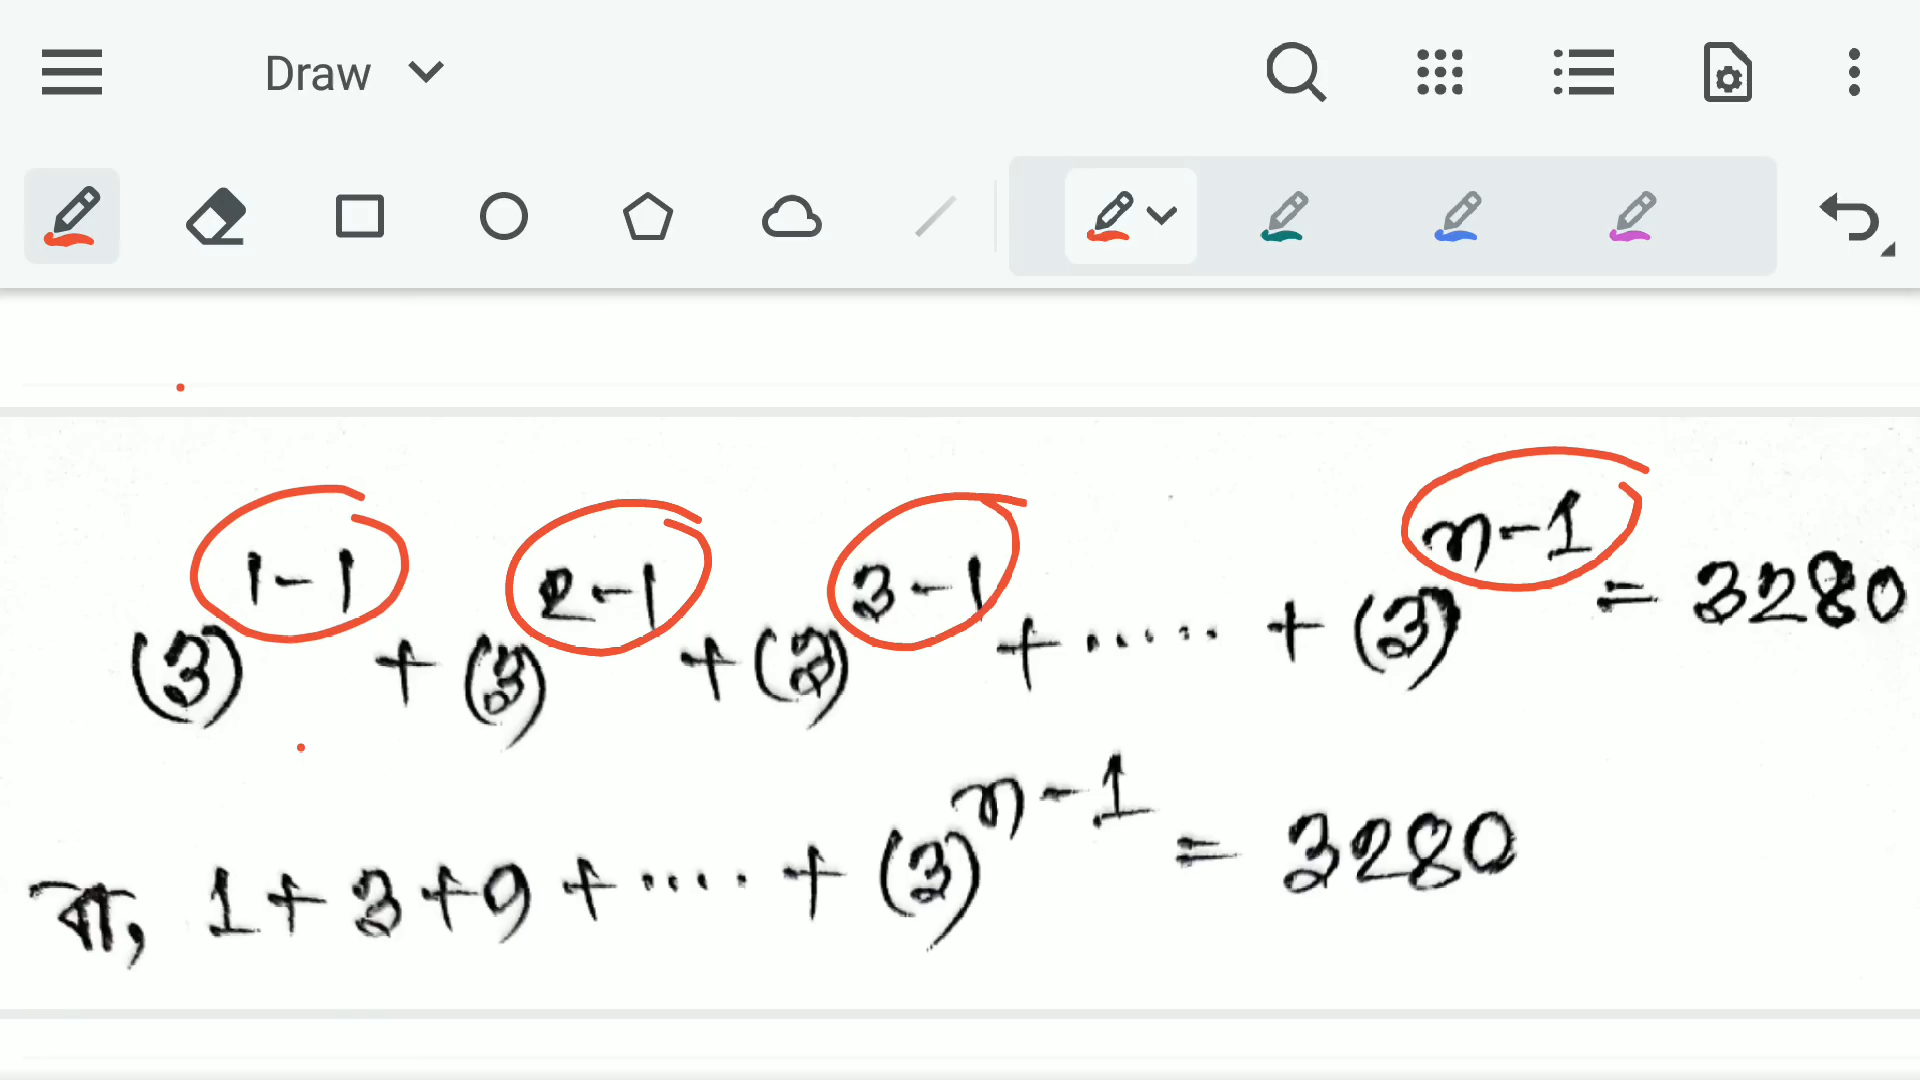 Draw
(3)^{1-1} + (3)^{2-1} + (3)^{3-1} + ..... + (3)^{n-1} = 3280
বা, 1 + 3 + 9 + .... + (3)^{n-1} = 3280